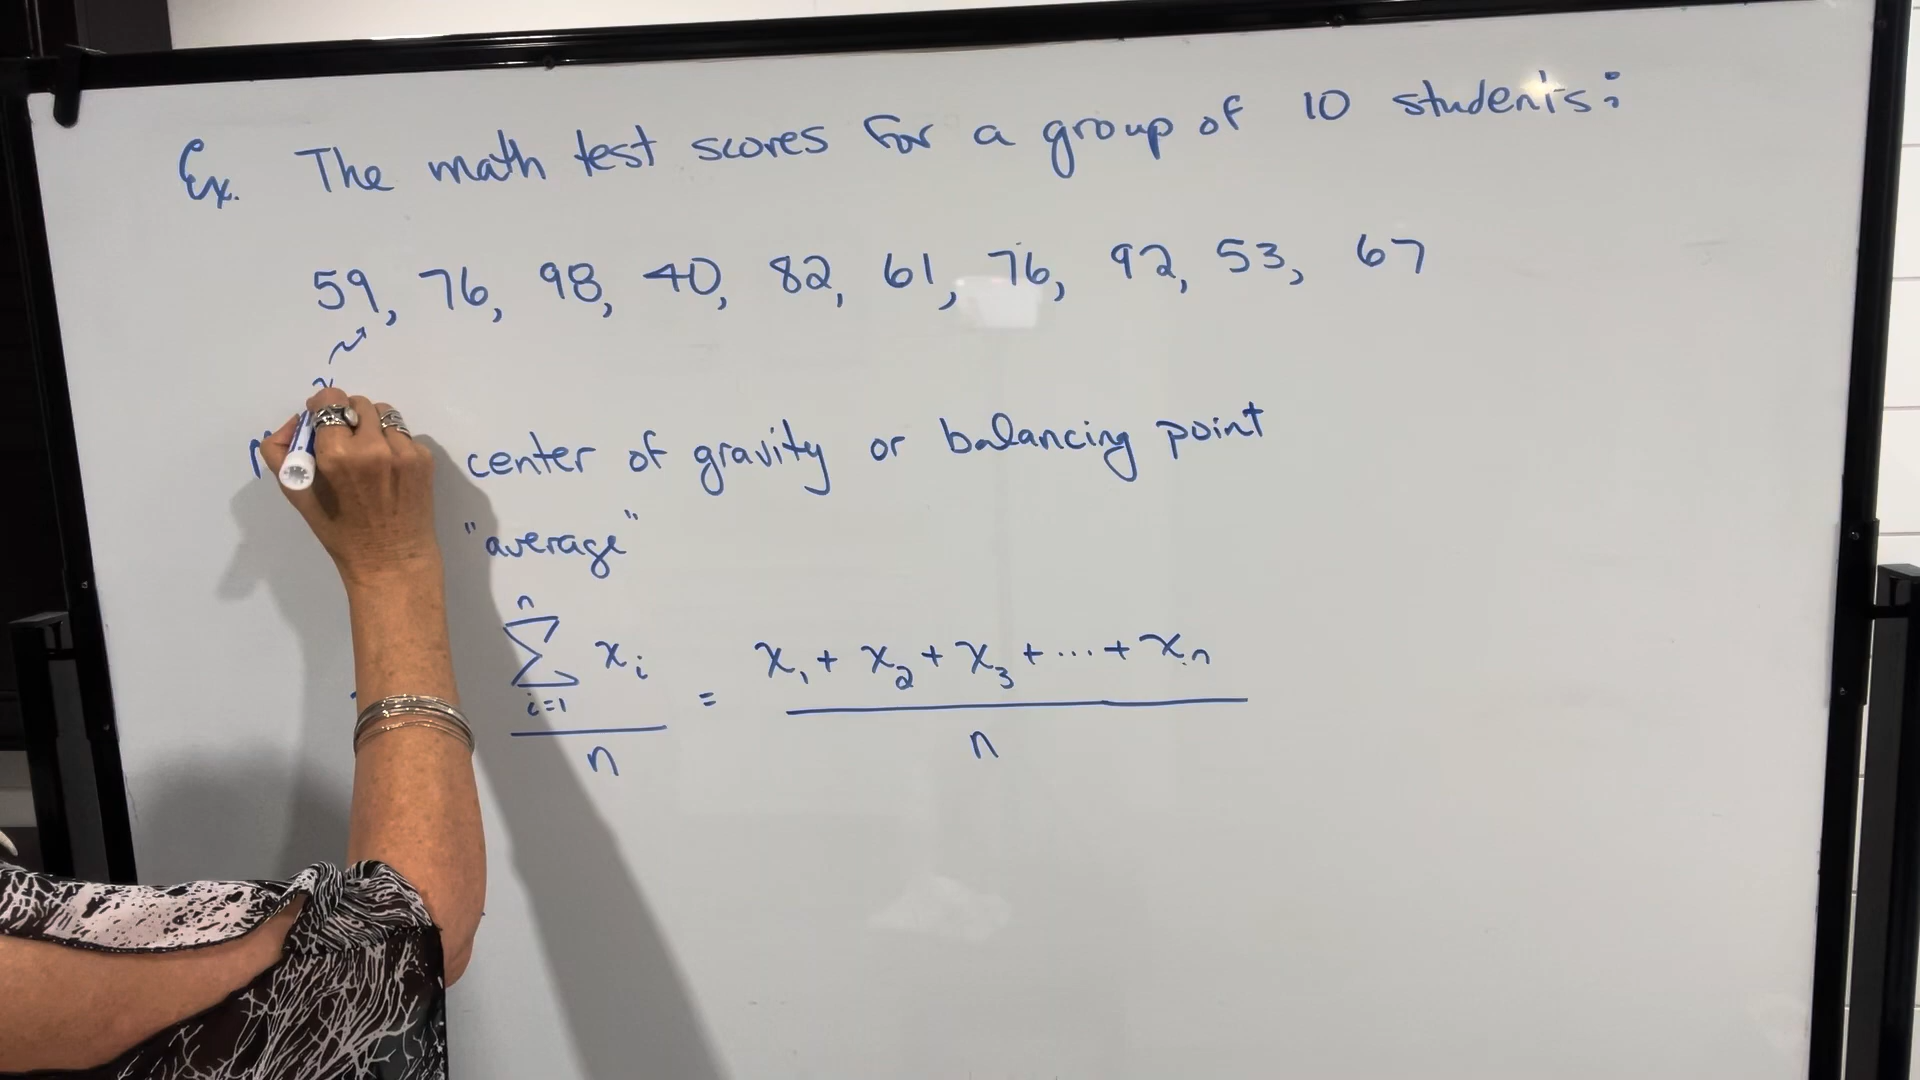 Ex. The math test scores for a group of 10 students:
59, 76, 98, 40, 82, 61, 76, 92, 53, 67
center of gravity or balancing point
"average"
n
∑ xᵢ = x₁ + x₂ + x₃ + ... + xₙ
i=1
n n